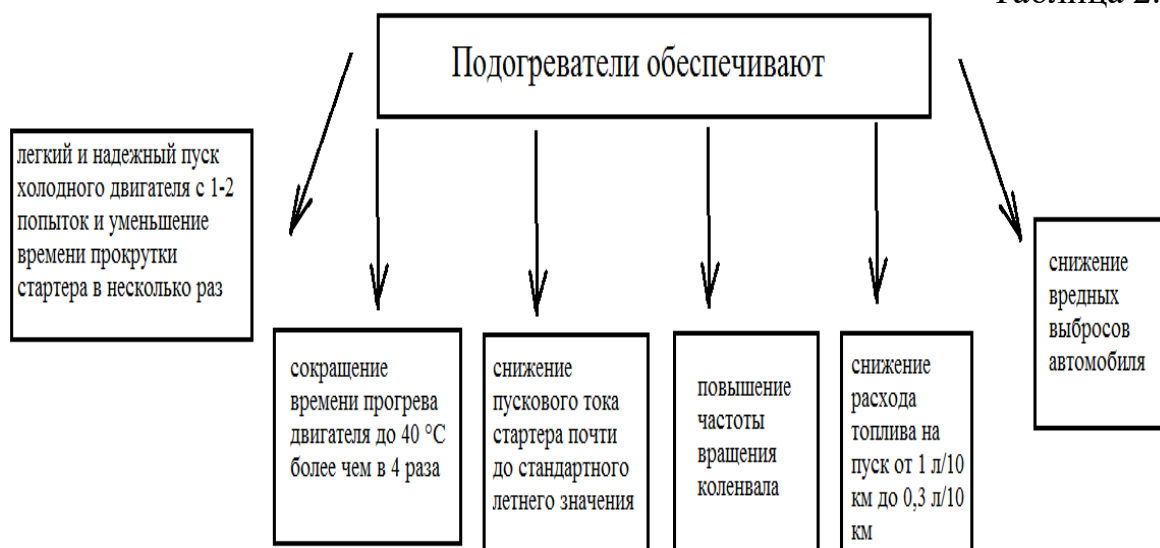 Таблица 2.
Подогреватели обеспечивают
легкий и надежный пуск
холодного двигателя с 1-2
попыток и уменьшение
времени прокрутки
стартера в несколько раз
сокращение
времени прогрева
двигателя до 40 °С
более чем в 4 раза
снижение
пускового тока
стартера почти
до стандартного
летнего значения
повышение
частоты
вращения
коленвала
снижение
расхода
топлива на
пуск от 1 л/10
км до 0,3 л/10
км
снижение
вредных
выбросов
автомобиля